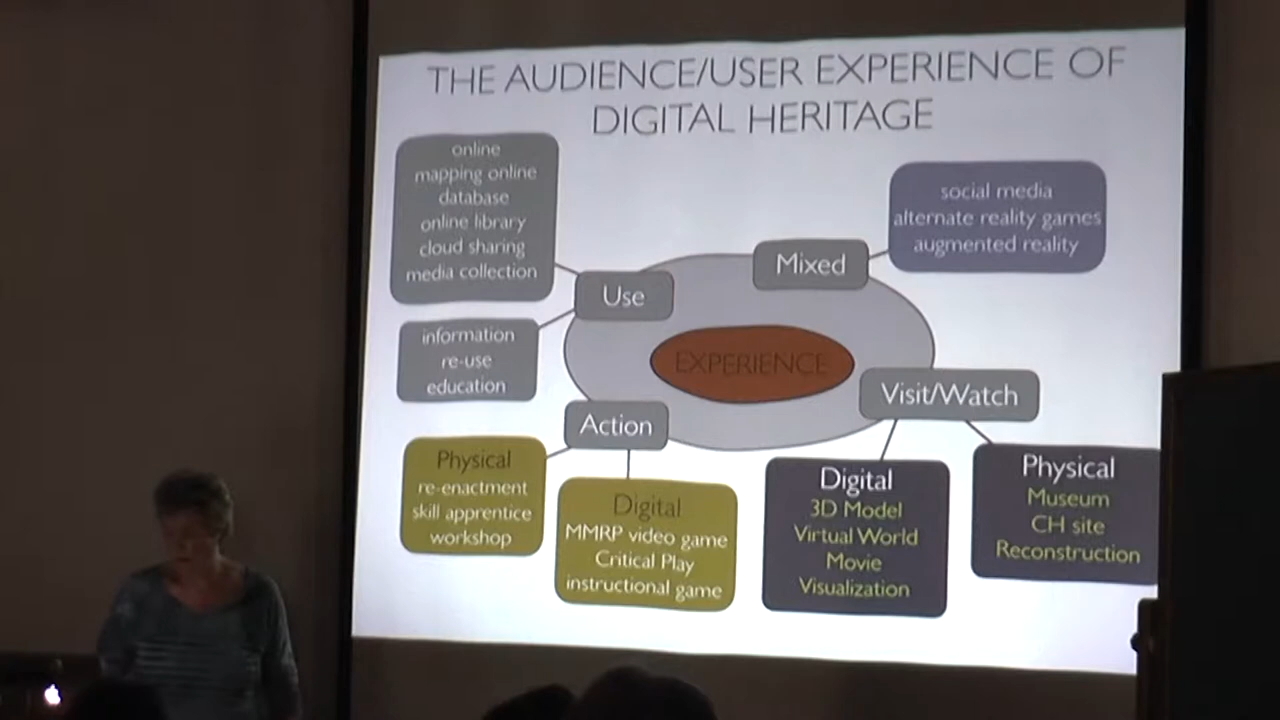 THE AUDIENCE/USER EXPERIENCE OF
DIGITAL HERITAGE
online
mapping online
database
online library
cloud sharing
media collection
social media
alternate reality games
augmented reality
Mixed
Use
information
re-use
education
EXPERIENCE
Visit/Watch
Action
Physical
re-enactment
skill apprentice
workshop
Digital
MMRP video game
Critical Play
instructional game
Digital
3D Model
Virtual World
Movie
Visualization
Physical
Museum
CH site
Reconstruction